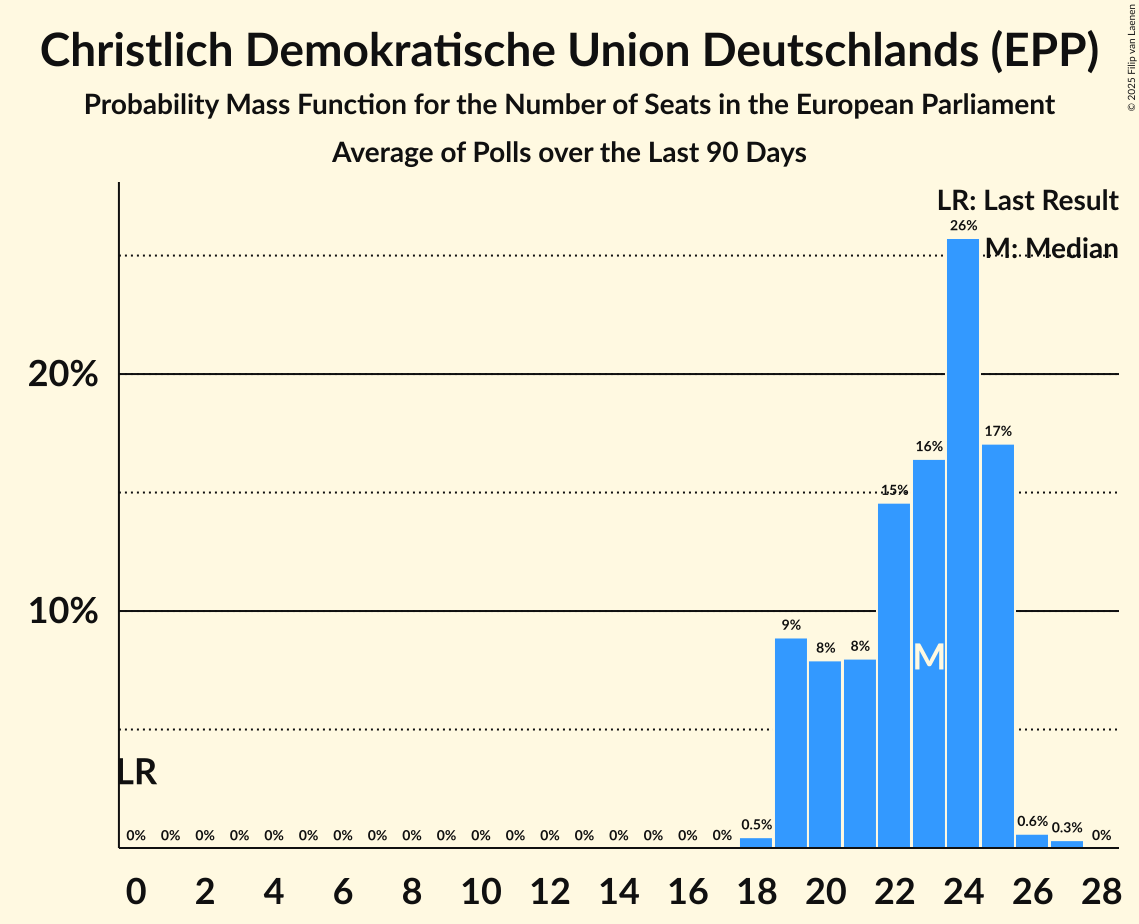 Christlich Demokratische Union Deutschlands (EPP)
Probability Mass Function for the Number of Seats in the European Parliament
Average of Polls over the Last 90 Days
© 2025 Filip van Laenen
LR: Last Result
M: Median
26%
20%
17%
16%
15%
10%
9%
8%
8%
M
LR
0% 0% 0% 0% 0% 0% 0% 0% 0% 0% 0% 0% 0% 0% 0% 0% 0% 0% 0.5% 0.6% 0.3% 0%
0 2 4 6 8 10 12 14 16 18 20 22 24 26 28